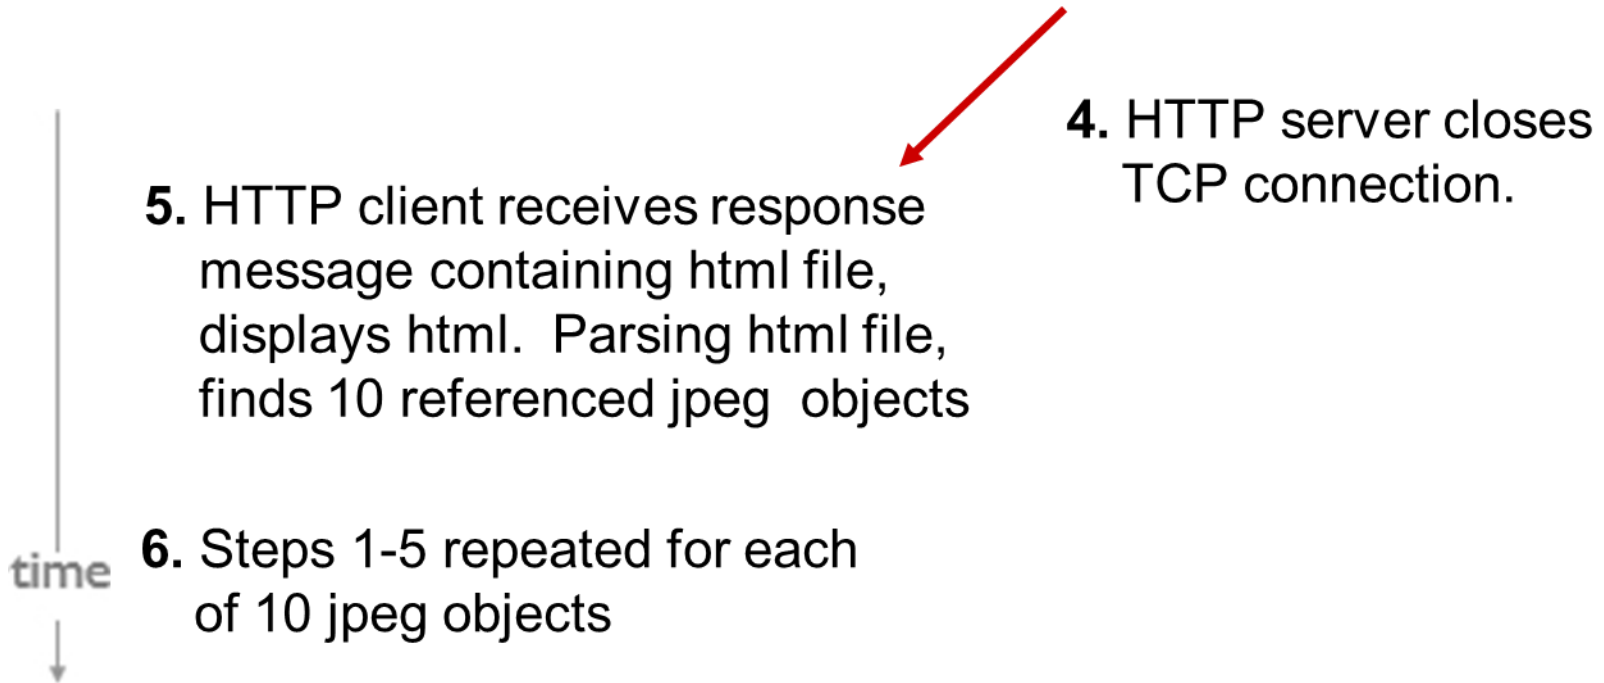 4. HTTP server closes
TCP connection.
5. HTTP client receives response
message containing html file,
displays html.  Parsing html file,
finds 10 referenced jpeg  objects
6. Steps 1-5 repeated for each
of 10 jpeg objects
time